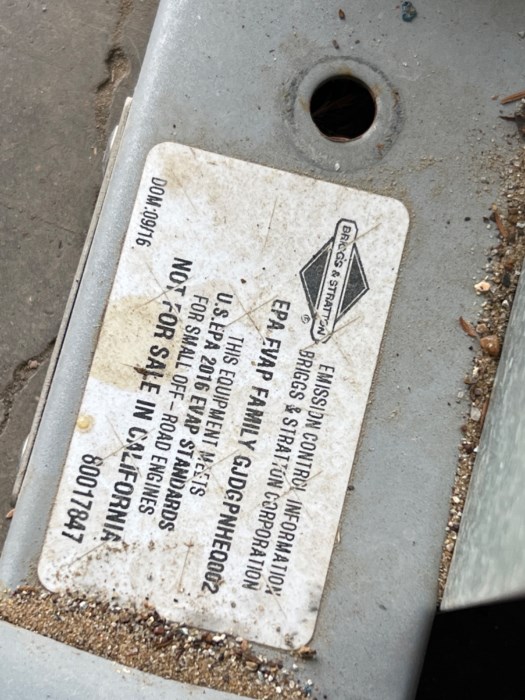 BRIGGS & STRATTON
®
EMISSION CONTROL INFORMATION
BRIGGS & STRATTON CORPORATION
EPA EVAP FAMILY GJDGPNHEQ002
THIS EQUIPMENT MEETS
U.S.EPA 2016 EVAP STANDARDS
FOR SMALL OFF-ROAD ENGINES
NOT FOR SALE IN CALIFORNIA
DOM:09/16
80017847